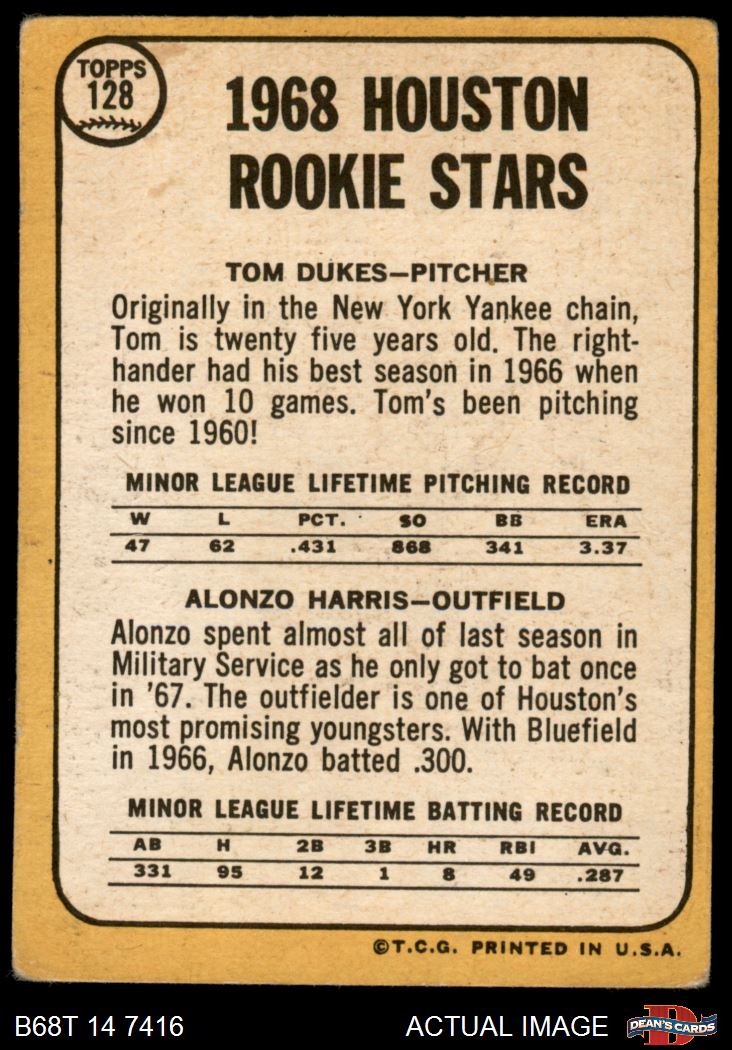 TOPPS
128
1968 HOUSTON
ROOKIE STARS
TOM DUKES—PITCHER
Originally in the New York Yankee chain,
Tom is twenty five years old. The right-
hander had his best season in 1966 when
he won 10 games. Tom's been pitching
since 1960!
MINOR LEAGUE LIFETIME PITCHING RECORD
W L PCT. SO BB ERA
47 62 .431 868 341 3.37
ALONZO HARRIS—OUTFIELD
Alonzo spent almost all of last season in
Military Service as he only got to bat once
in '67. The outfielder is one of Houston's
most promising youngsters. With Bluefield
in 1966, Alonzo batted .300.
MINOR LEAGUE LIFETIME BATTING RECORD
AB H 2B 3B HR RBI AVG.
331 95 12 1 8 49 .287
©T.C.G. PRINTED IN U.S.A.
B68T 14 7416 ACTUAL IMAGE D DEAN'S CARDS